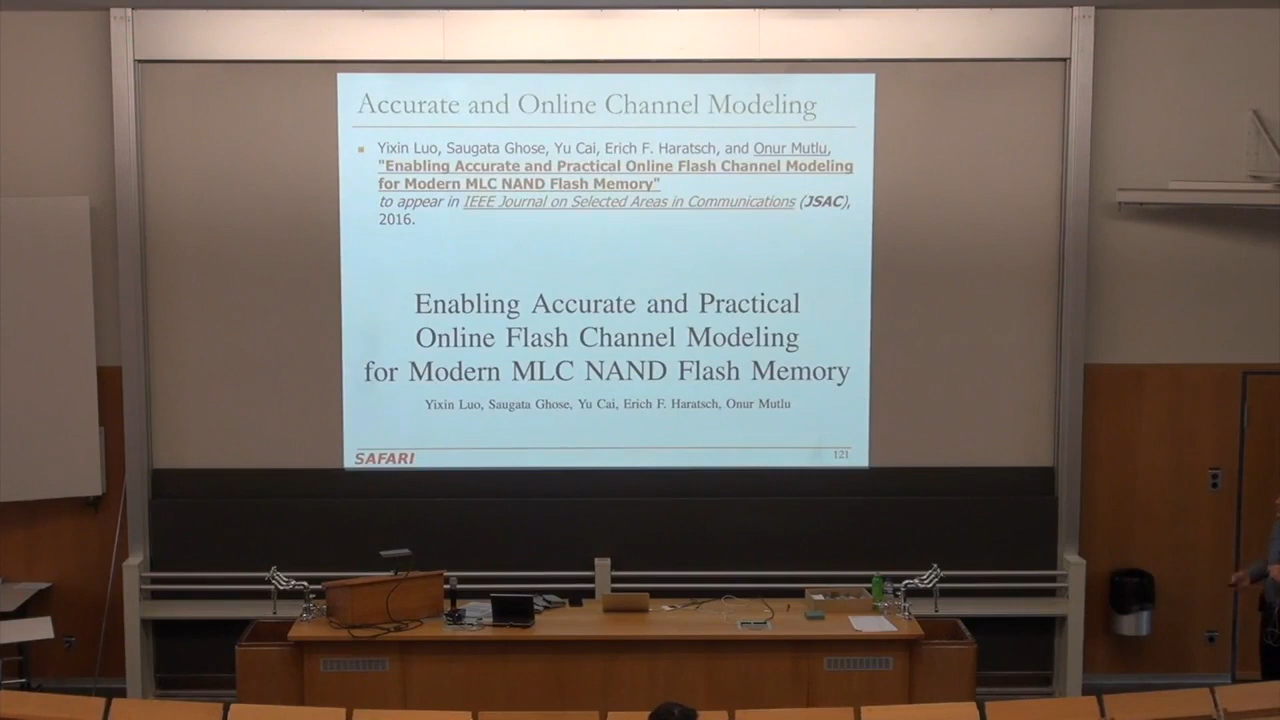 Accurate and Online Channel Modeling
Yixin Luo, Saugata Ghose, Yu Cai, Erich F. Haratsch, and Onur Mutlu,
"Enabling Accurate and Practical Online Flash Channel Modeling
for Modern MLC NAND Flash Memory"
to appear in IEEE Journal on Selected Areas in Communications (JSAC),
2016.
Enabling Accurate and Practical
Online Flash Channel Modeling
for Modern MLC NAND Flash Memory
Yixin Luo, Saugata Ghose, Yu Cai, Erich F. Haratsch, Onur Mutlu
SAFARI
121